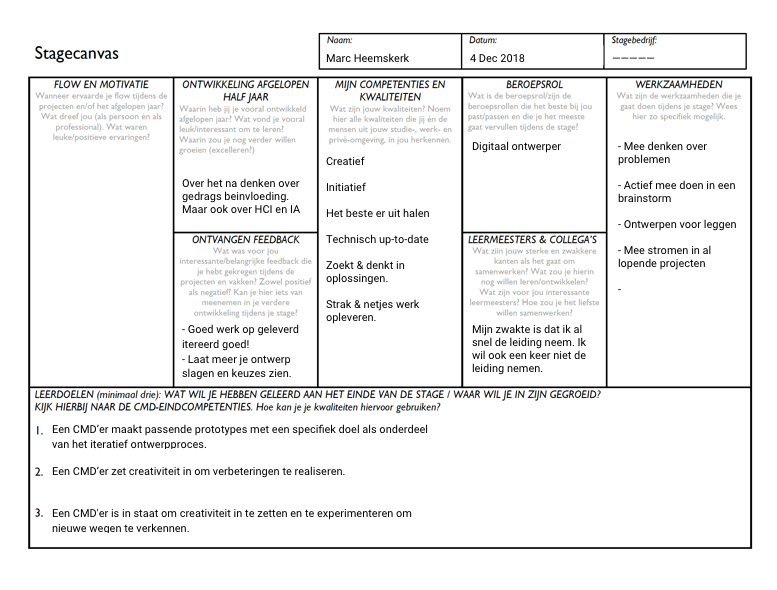 Stagecanvas
Naam:
Marc Heemskerk
Datum:
4 Dec 2018
Stagebedrijf:
–––––
FLOW EN MOTIVATIE
Wanneer ervaarde je flow tijdens de
projecten en/of het afgelopen jaar?
Wat dreef jou (als persoon én als
professional). Wat waren
leuke/positieve ervaringen?
ONTWIKKELING AFGELOPEN
HALF JAAR
Waarin heb jij je vooral ontwikkeld
afgelopen jaar? Wat vond je vooral
leuk/interessant om te leren?
Waarin zou je nog verder willen
groeien (excelleren?)
Over het na denken over
gedrags beinvloeding.
Maar ook over HCI en IA
ONTVANGEN FEEDBACK
Wat was voor jou
interessante/belangrijke feedback die
je hebt gekregen tijdens de
projecten en vakken? Zowel positief
als negatief? Kan je hier iets van
meenemen in je verdere
ontwikkeling tijdens je stage?
- Goed werk op geleverd
itereerd goed!
- Laat meer je ontwerp
slagen en keuzes zien.
MIJN COMPETENTIES EN
KWALITEITEN
Wat zijn jouw kwaliteiten? Noem
hier alle kwaliteiten die jij én de
mensen uit jouw studie-, werk- en
privé-omgeving, in jou herkennen.
Creatief
Initiatief
Het beste er uit halen
Technisch up-to-date
Zoekt & denkt in
oplossingen.
Strak & netjes werk
opleveren.
BEROEPSROL
Wat is de beroepsrol/zijn de
beroepsrollen die het beste bij jou
past/passen en die je het meeste
gaat vervullen tijdens de stage?
Digitaal ontwerper
LEERMEESTERS & COLLEGA'S
Wat zijn jouw sterke en zwakkere
kanten als het gaat om
samenwerken? Wat zou je hierin
nog willen leren/ontwikkelen?
Wat zijn voor jou interessante
leermeesters? Hoe zou je het liefste
willen samenwerken?
Mijn zwakte is dat ik al
snel de leiding neem. Ik
wil ook een keer niet de
leiding nemen.
WERKZAAMHEDEN
Wat zijn de werkzaamheden die je
gaat doen tijdens je stage? Wees
hier zo specifiek mogelijk.
- Mee denken over
problemen
- Actief mee doen in een
brainstorm
- Ontwerpen voor leggen
- Mee stromen in al
lopende projecten
-
LEERDOELEN (minimaal drie): WAT WIL JE HEBBEN GELEERD AAN HET EINDE VAN DE STAGE / WAAR WIL JE IN ZIJN GEGROEID?
KIJK HIERBIJ NAAR DE CMD-EINDCOMPETENTIES. Hoe kan je je kwaliteiten hiervoor gebruiken?
1. Een CMD'er maakt passende prototypes met een specifiek doel als onderdeel
van het iteratief ontwerpproces.
2. Een CMD'er zet creativiteit in om verbeteringen te realiseren.
3. Een CMD'er is in staat om creativiteit in te zetten en te experimenteren om
nieuwe wegen te verkennen.